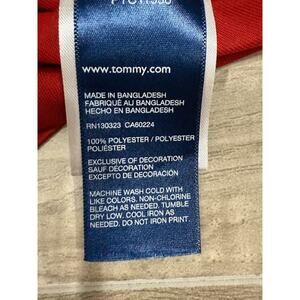 www.tommy.com
MADE IN BANGLADESH
FABRIQUÉ AU BANGLADESH
HECHO EN BANGLADESH
RN130323 CA60224
100% POLYESTER / POLYESTER
POLIÉSTER
EXCLUSIVE OF DECORATION
SAUF DECORATION
EXCEPTO DE DECORACIÓN
MACHINE WASH COLD WITH
LIKE COLORS. NON-CHLORINE
BLEACH AS NEEDED. TUMBLE
DRY LOW. COOL IRON AS
NEEDED. DO NOT IRON PRINT.